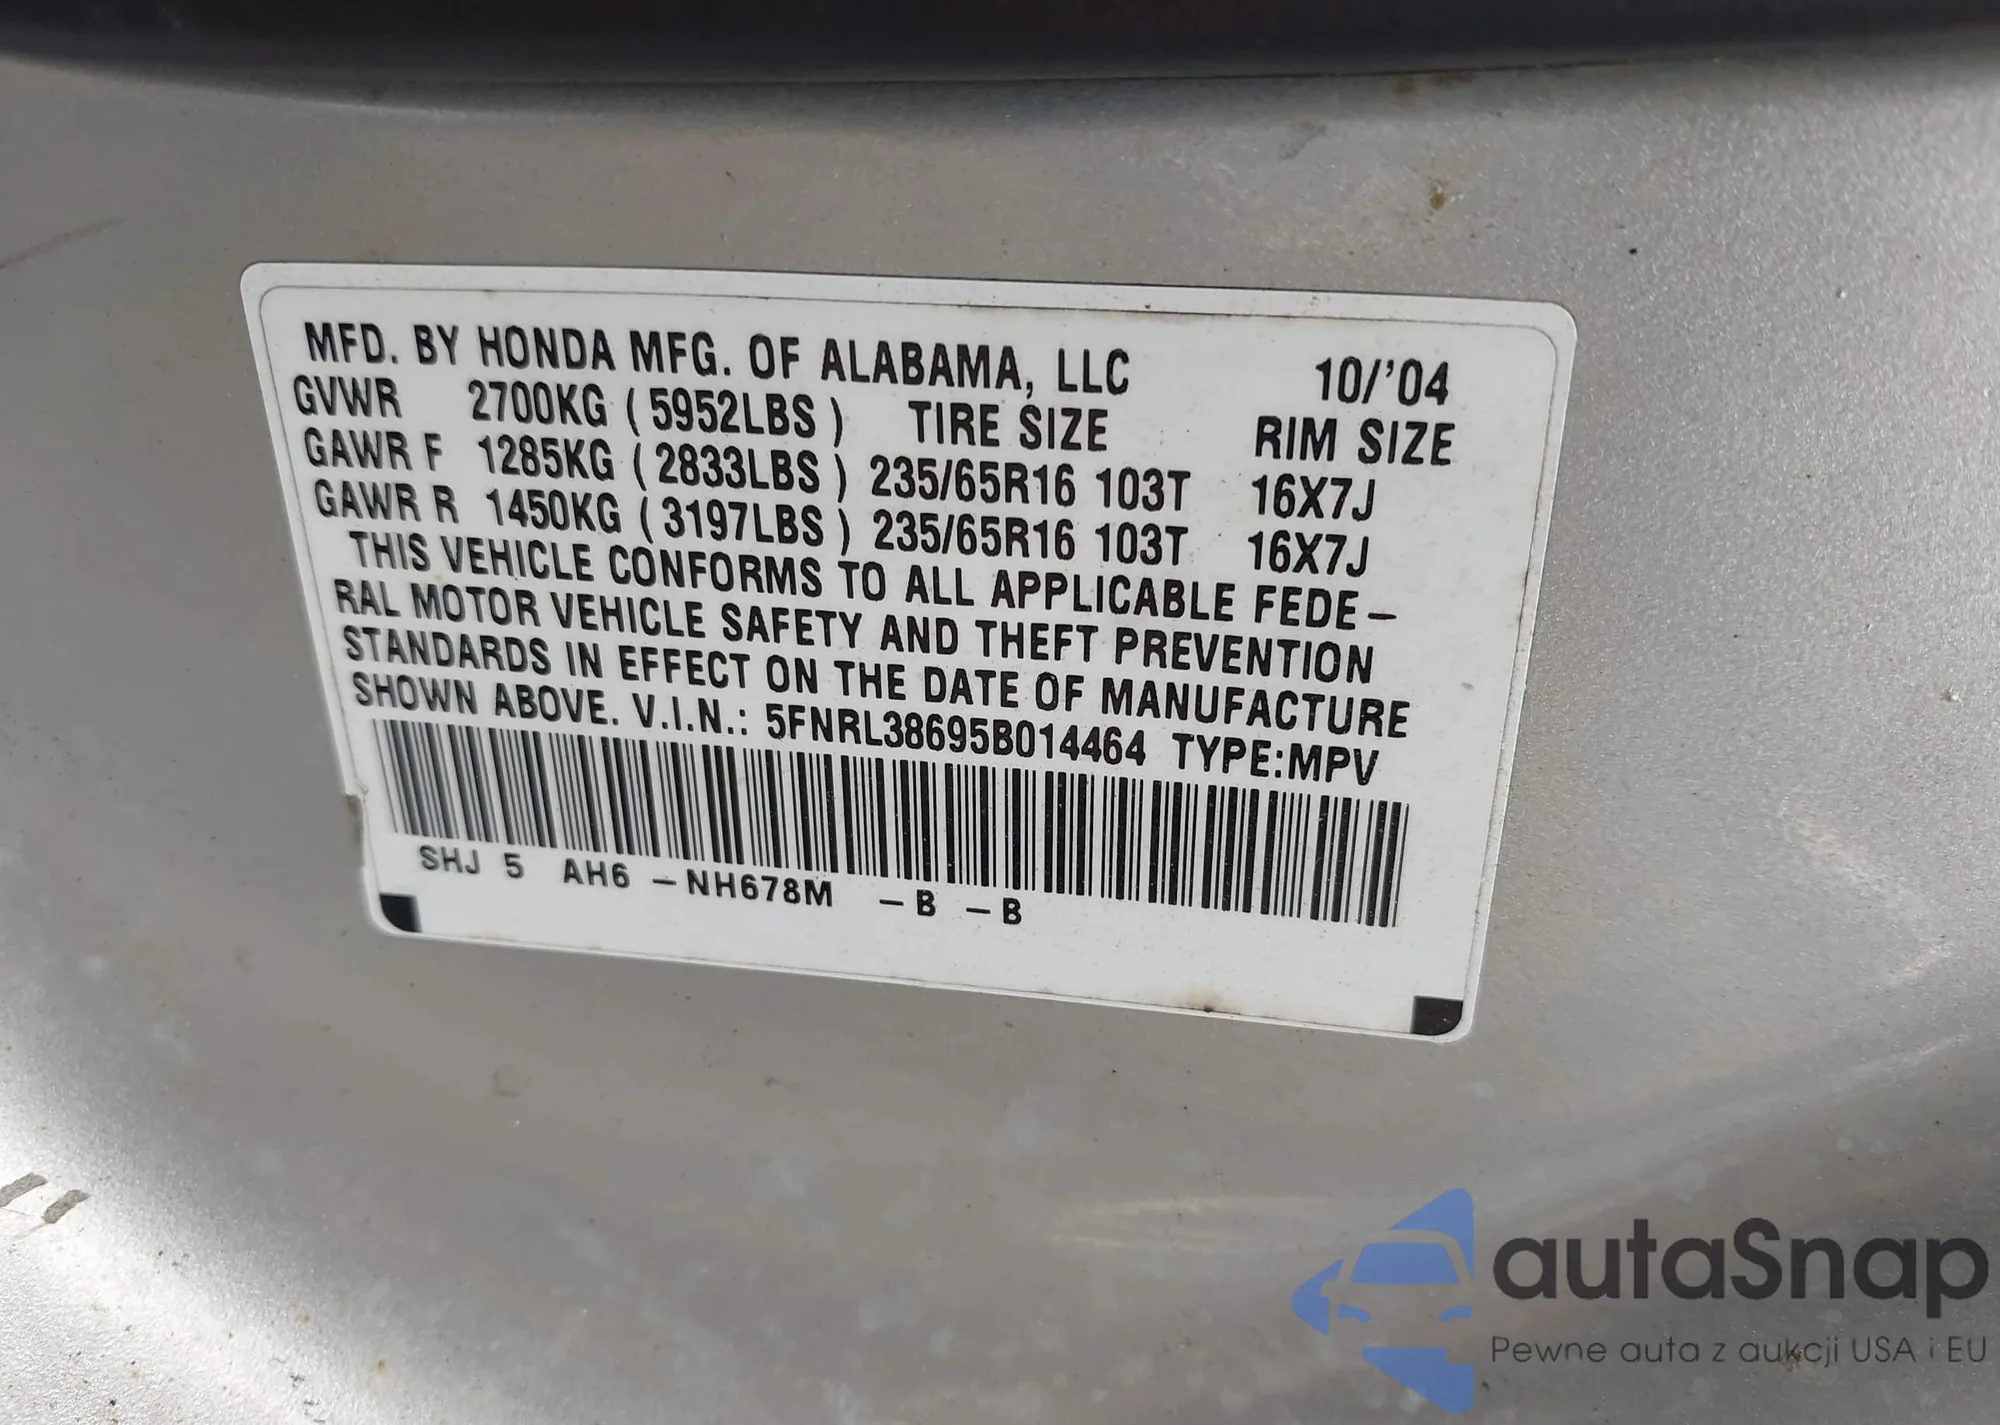 MFD. BY HONDA MFG. OF ALABAMA, LLC 10/'04
GVWR 2700KG ( 5952LBS ) TIRE SIZE RIM SIZE
GAWR F 1285KG ( 2833LBS ) 235/65R16 103T 16X7J
GAWR R 1450KG ( 3197LBS ) 235/65R16 103T 16X7J
THIS VEHICLE CONFORMS TO ALL APPLICABLE FEDE-
RAL MOTOR VEHICLE SAFETY AND THEFT PREVENTION
STANDARDS IN EFFECT ON THE DATE OF MANUFACTURE
SHOWN ABOVE. V.I.N.: 5FNRL38695B014464 TYPE:MPV
SHJ 5 AH6 -NH678M -B -B
autaSnap
Pewne auta z aukcji USA i EU